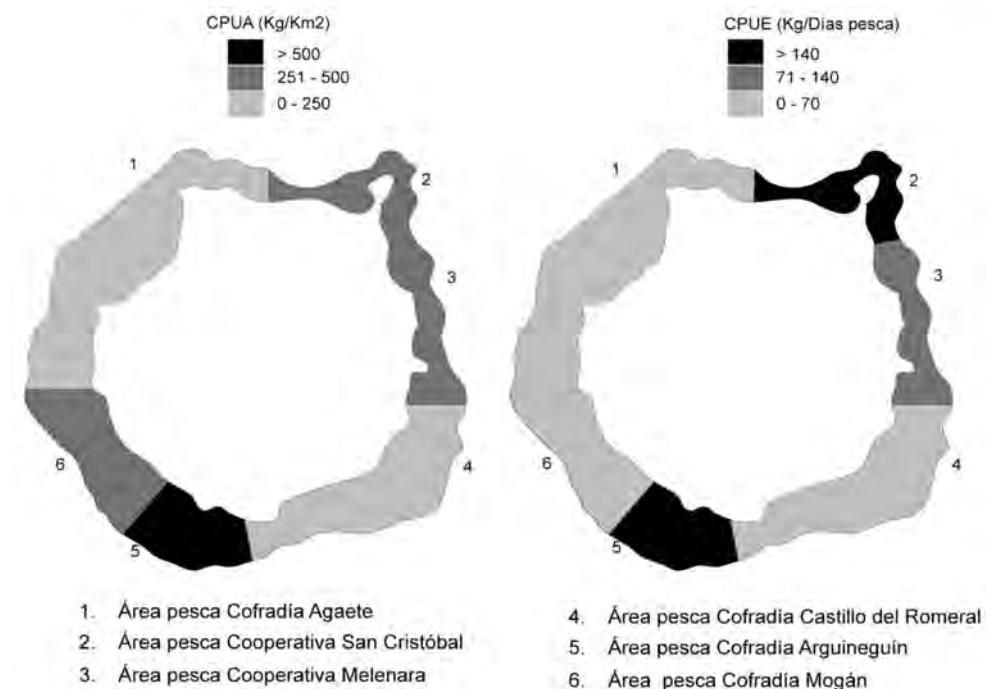 CPUA (Kg/Km2)
> 500
251 - 500
0 - 250
1
2
3
4
5
6
CPUE (Kg/Días pesca)
> 140
71 - 140
0 - 70
1
2
3
4
5
6
1. Área pesca Cofradía Agaete
2. Área pesca Cooperativa San Cristóbal
3. Área pesca Cooperativa Melenara
4. Área pesca Cofradía Castillo del Romeral
5. Área pesca Cofradía Arguineguín
6. Área pesca Cofradía Mogán